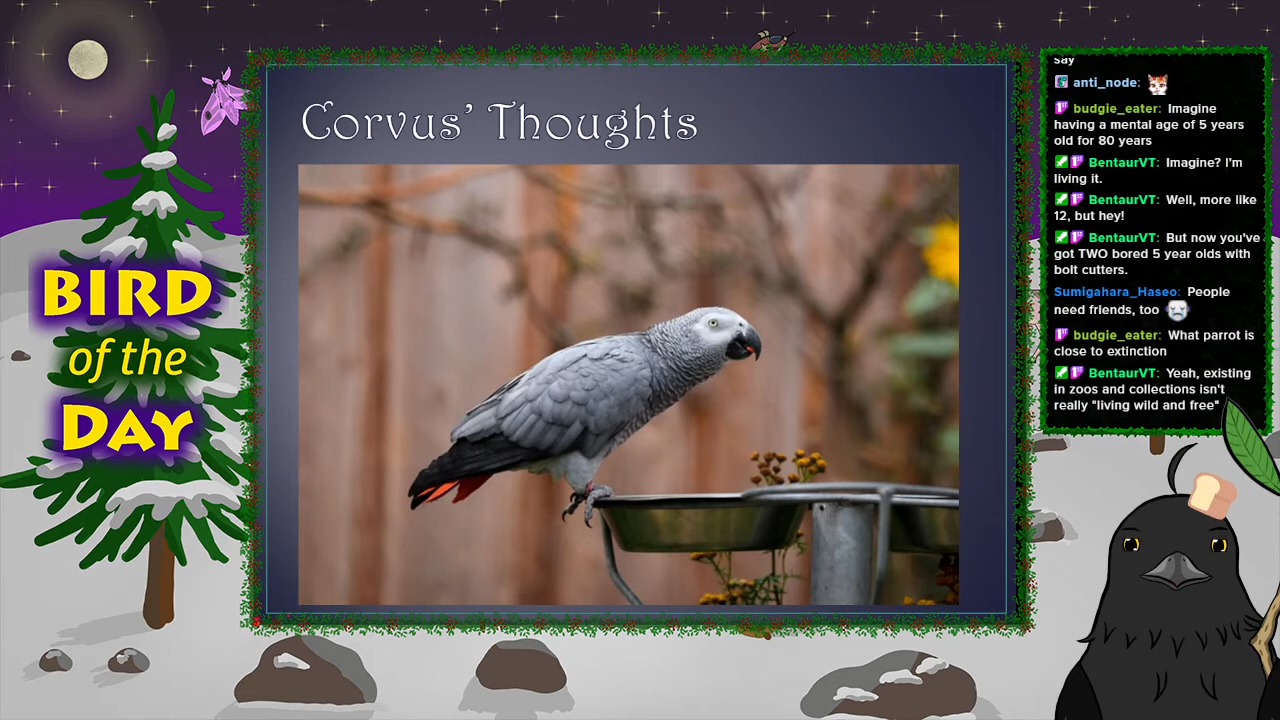 Corvus' Thoughts
BIRD
of the
DAY
say
anti_node:
budgie_eater: Imagine
having a mental age of 5 years
old for 80 years
BentaurVT: Imagine? I'm
living it.
BentaurVT: Well, more like
12, but hey!
BentaurVT: But now you've
got TWO bored 5 year olds with
bolt cutters.
Sumigahara_Haseo: People
need friends, too
budgie_eater: What parrot is
close to extinction
BentaurVT: Yeah, existing
in zoos and collections isn't
really "living wild and free"